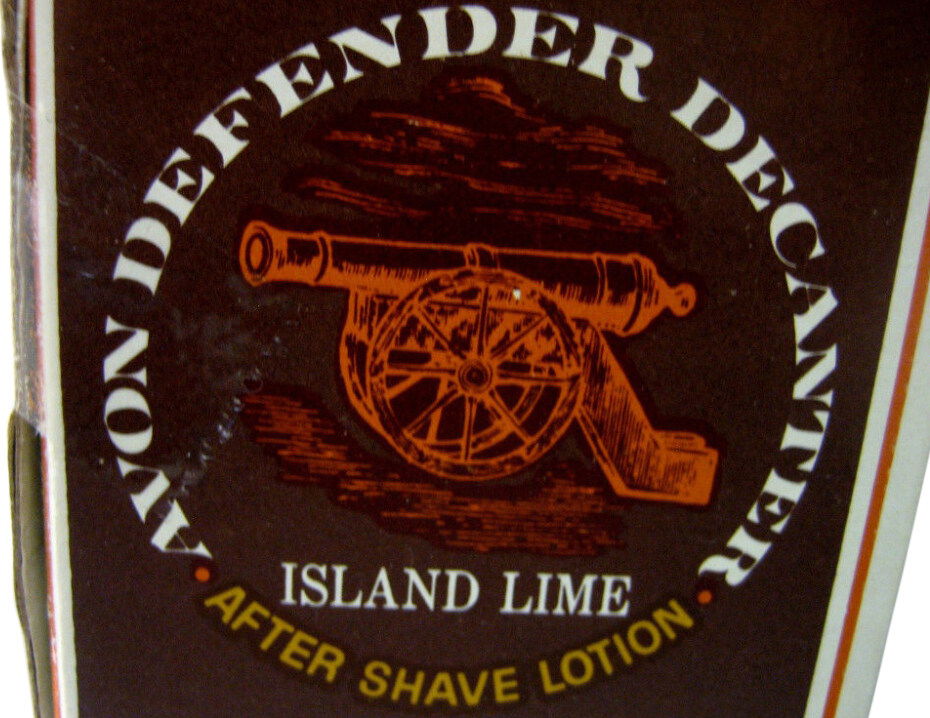 AVON DEFENDER DECANTER
ISLAND LIME
AFTER SHAVE LOTION